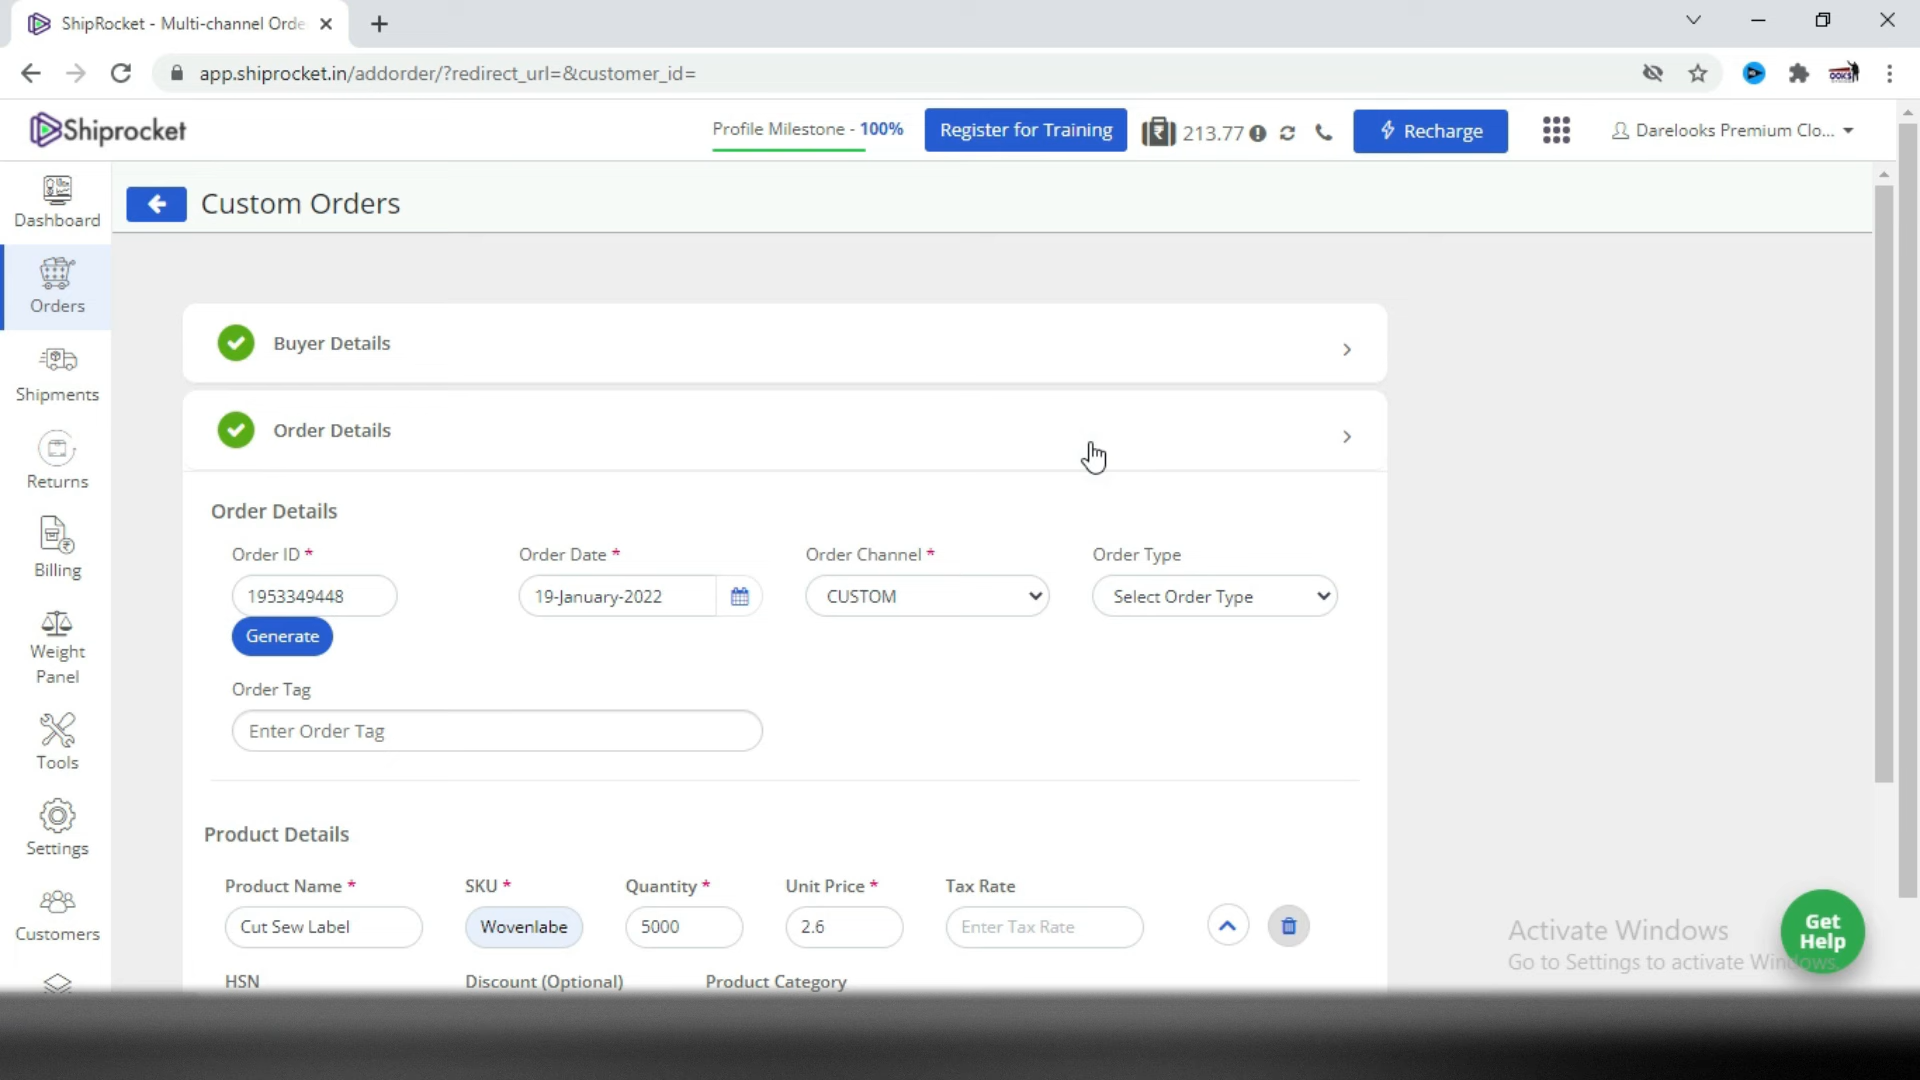 ShipRocket - Multi-channel Orde
app.shiprocket.in/addorder/?redirect_url=&customer_id=
Shiprocket
Profile Milestone - 100%
Register for Training
213.77
Recharge
Darelooks Premium Clo...
Dashboard
Orders
Shipments
Returns
Billing
Weight
Panel
Tools
Settings
Customers
Custom Orders
Buyer Details
Order Details
Order Details
Order ID * Order Date * Order Channel * Order Type
1953349448 19-January-2022 CUSTOM Select Order Type
Generate
Order Tag
Enter Order Tag
Product Details
Product Name * SKU * Quantity * Unit Price * Tax Rate
Cut Sew Label Wovenlabe 5000 2.6 Enter Tax Rate
HSN Discount (Optional) Product Category
Activate Windows
Go to Settings to activate Windows.
Get
Help